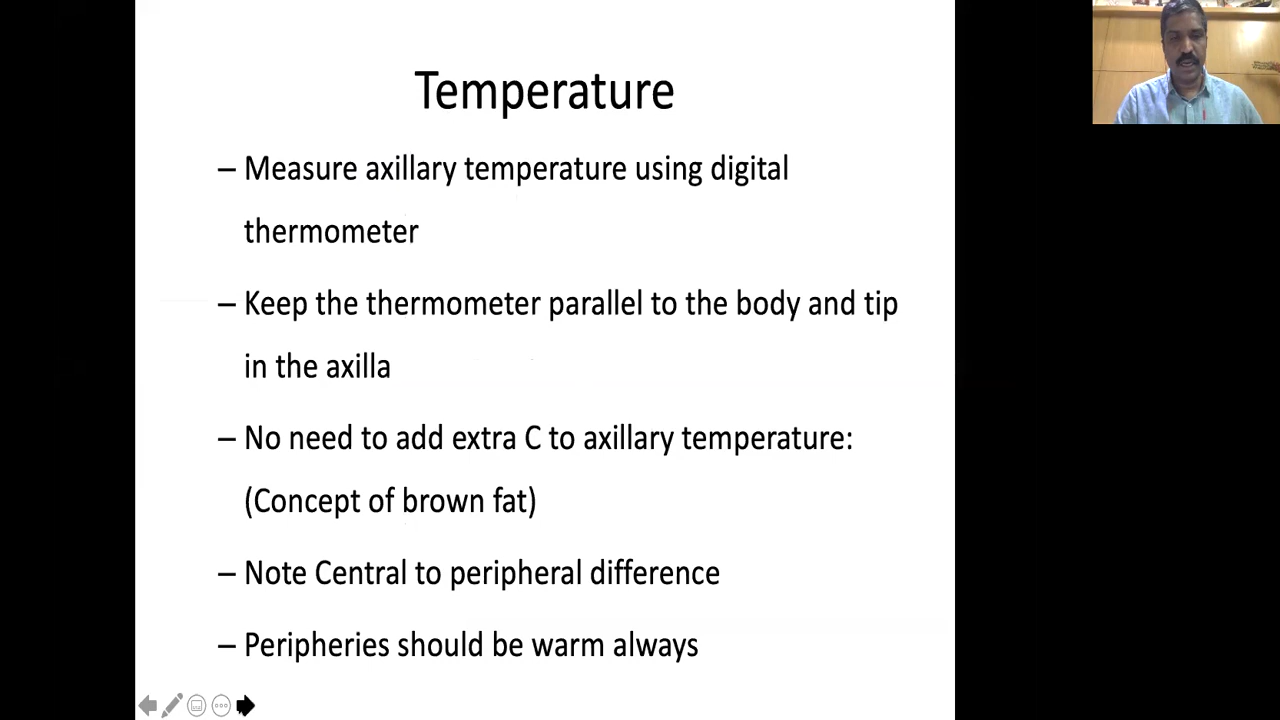 Temperature
– Measure axillary temperature using digital
thermometer
– Keep the thermometer parallel to the body and tip
in the axilla
– No need to add extra C to axillary temperature:
(Concept of brown fat)
– Note Central to peripheral difference
– Peripheries should be warm always